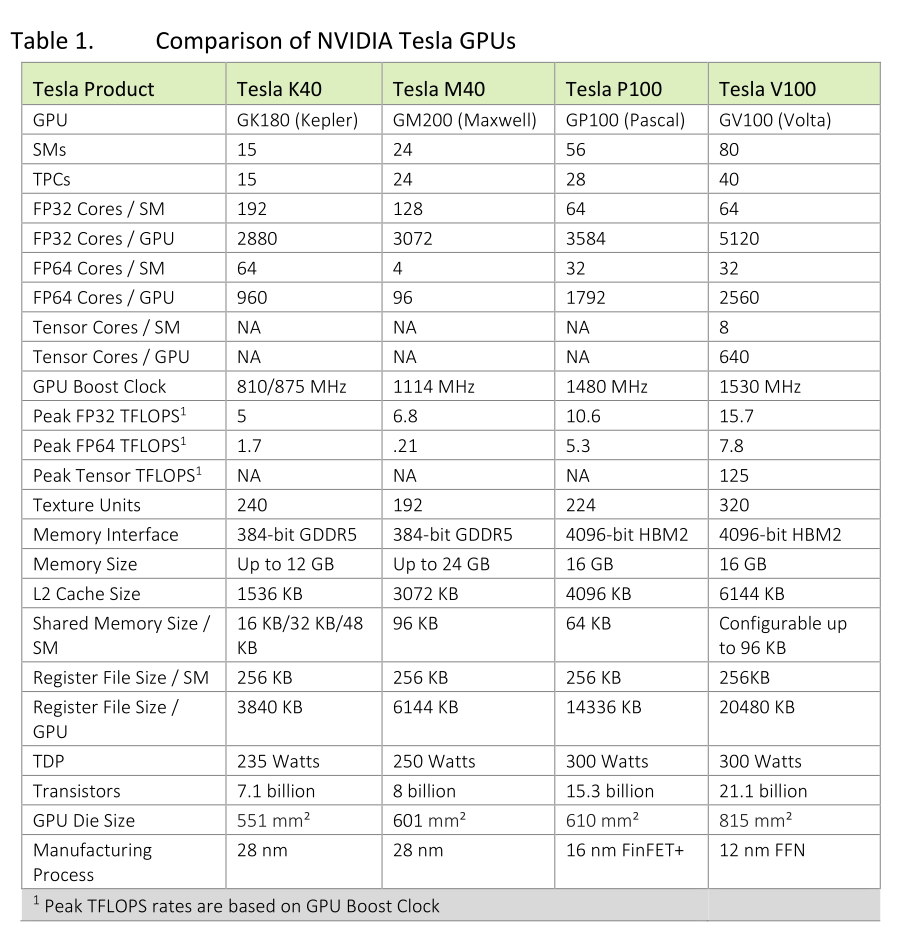 Table 1. Comparison of NVIDIA Tesla GPUs
Tesla Product Tesla K40 Tesla M40 Tesla P100 Tesla V100
GPU GK180 (Kepler) GM200 (Maxwell) GP100 (Pascal) GV100 (Volta)
SMs 15 24 56 80
TPCs 15 24 28 40
FP32 Cores / SM 192 128 64 64
FP32 Cores / GPU 2880 3072 3584 5120
FP64 Cores / SM 64 4 32 32
FP64 Cores / GPU 960 96 1792 2560
Tensor Cores / SM NA NA NA 8
Tensor Cores / GPU NA NA NA 640
GPU Boost Clock 810/875 MHz 1114 MHz 1480 MHz 1530 MHz
Peak FP32 TFLOPS¹ 5 6.8 10.6 15.7
Peak FP64 TFLOPS¹ 1.7 .21 5.3 7.8
Peak Tensor TFLOPS¹ NA NA NA 125
Texture Units 240 192 224 320
Memory Interface 384-bit GDDR5 384-bit GDDR5 4096-bit HBM2 4096-bit HBM2
Memory Size Up to 12 GB Up to 24 GB 16 GB 16 GB
L2 Cache Size 1536 KB 3072 KB 4096 KB 6144 KB
Shared Memory Size / 16 KB/32 KB/48 96 KB 64 KB Configurable up
SM KB to 96 KB
Register File Size / SM 256 KB 256 KB 256 KB 256KB
Register File Size / 3840 KB 6144 KB 14336 KB 20480 KB
GPU
TDP 235 Watts 250 Watts 300 Watts 300 Watts
Transistors 7.1 billion 8 billion 15.3 billion 21.1 billion
GPU Die Size 551 mm² 601 mm² 610 mm² 815 mm²
Manufacturing 28 nm 28 nm 16 nm FinFET+ 12 nm FFN
Process
¹ Peak TFLOPS rates are based on GPU Boost Clock